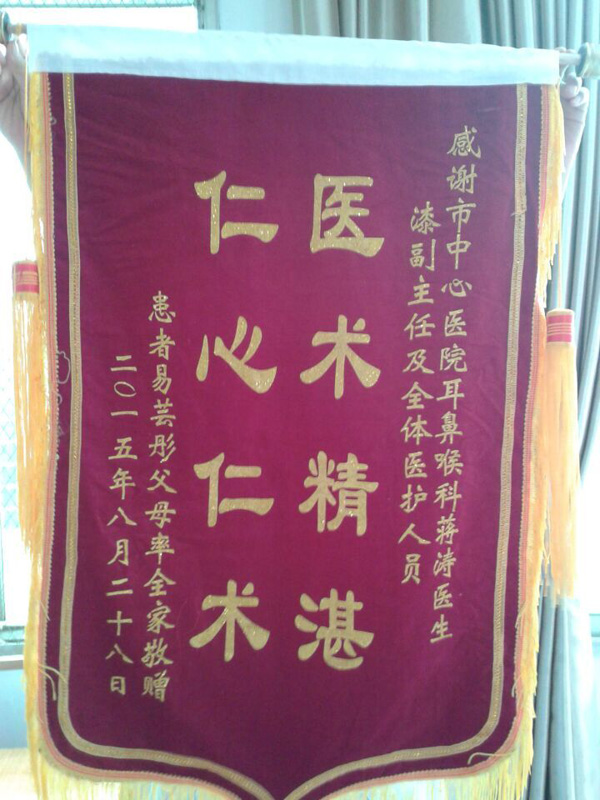 感谢市中心医院耳鼻喉科蒋涛医生
漆副主任及全体医护人员
医术精湛
仁心仁术
患者易芸彤父母率全家敬赠
二〇一五年八月二十八日